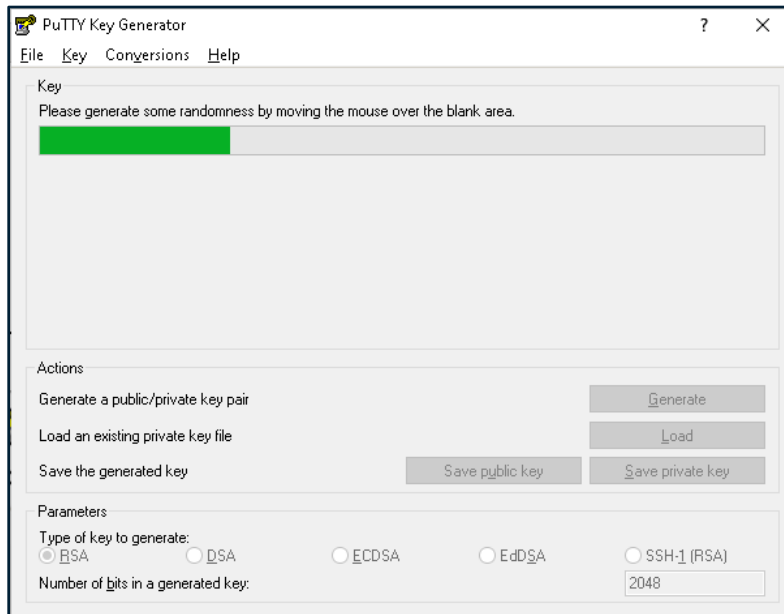 PuTTY Key Generator ?
File Key Conversions Help
Key
Please generate some randomness by moving the mouse over the blank area.
Actions
Generate a public/private key pair Generate
Load an existing private key file Load
Save the generated key Save public key Save private key
Parameters
Type of key to generate:
RSA DSA ECDSA EdDSA SSH-1 (RSA)
Number of bits in a generated key: 2048